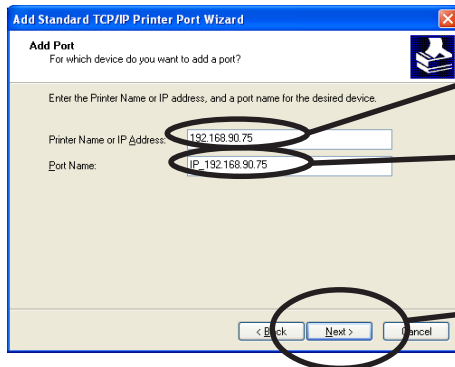 Add Standard TCP/IP Printer Port Wizard
Add Port
For which device do you want to add a port?
Enter the Printer Name or IP address, and a port name for the desired device.
Printer Name or IP Address: 192.168.90.75
Port Name: IP_192.168.90.75
< Back Next > Cancel